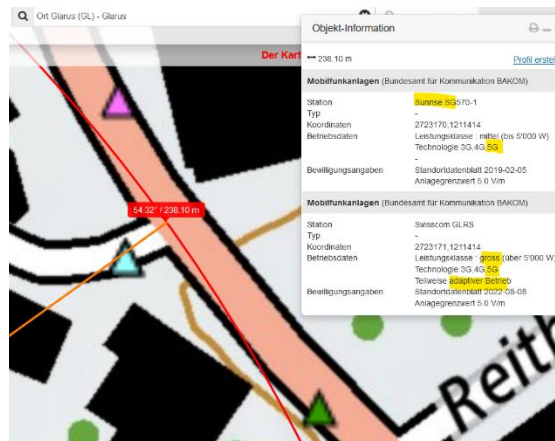 Ort Glarus (GL) - Glarus
Der Kart
Objekt-Information
238.10 m
Profil erstel
Mobilfunkanlagen (Bundesamt für Kommunikation BAKOM)
Station Sunrise SG570-1
Typ -
Koordinaten 2723170,1211414
Betriebsdaten Leistungsklasse : mittel (bis 5'000 W)
Technologie 3G,4G,5G
-
Bewilligungsangaben Standortdatenblatt 2019-02-05
Anlagegrenzwert 5.0 V/m
Mobilfunkanlagen (Bundesamt für Kommunikation BAKOM)
Station Swisscom GLRS
Typ -
Koordinaten 2723171,1211414
Betriebsdaten Leistungsklasse : gross (über 5'000 W)
Technologie 3G,4G,5G
Teilweise adaptiver Betrieb
Bewilligungsangaben Standortdatenblatt 2022-08-08
Anlagegrenzwert 5.0 V/m
54.32° / 238.10 m
Reith